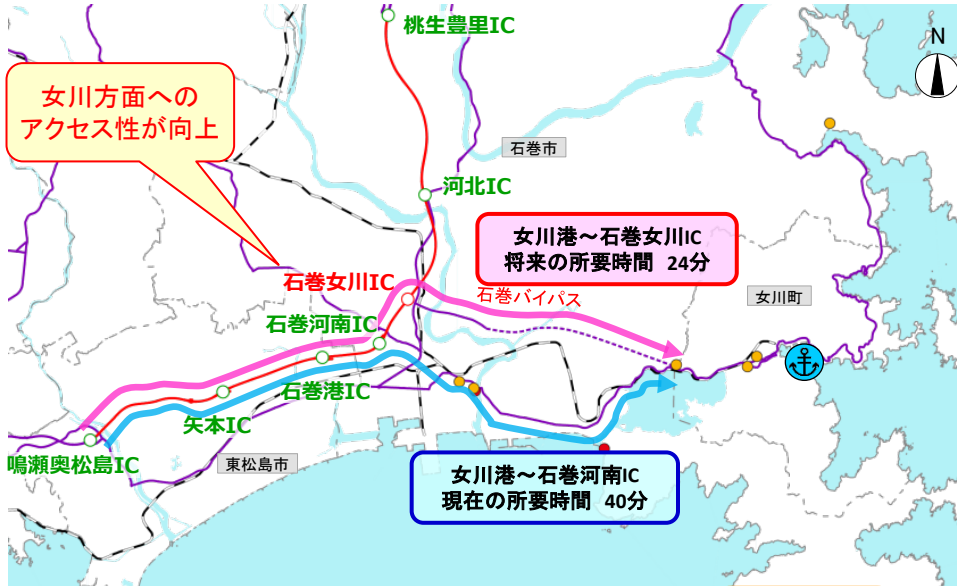 桃生豊里IC
N
女川方面への
アクセス性が向上
石巻市
河北IC
女川港～石巻女川IC
将来の所要時間 24分
石巻女川IC
石巻バイパス
女川町
石巻河南IC
石巻港IC
矢本IC
鳴瀬奥松島IC
東松島市
女川港～石巻河南IC
現在の所要時間 40分